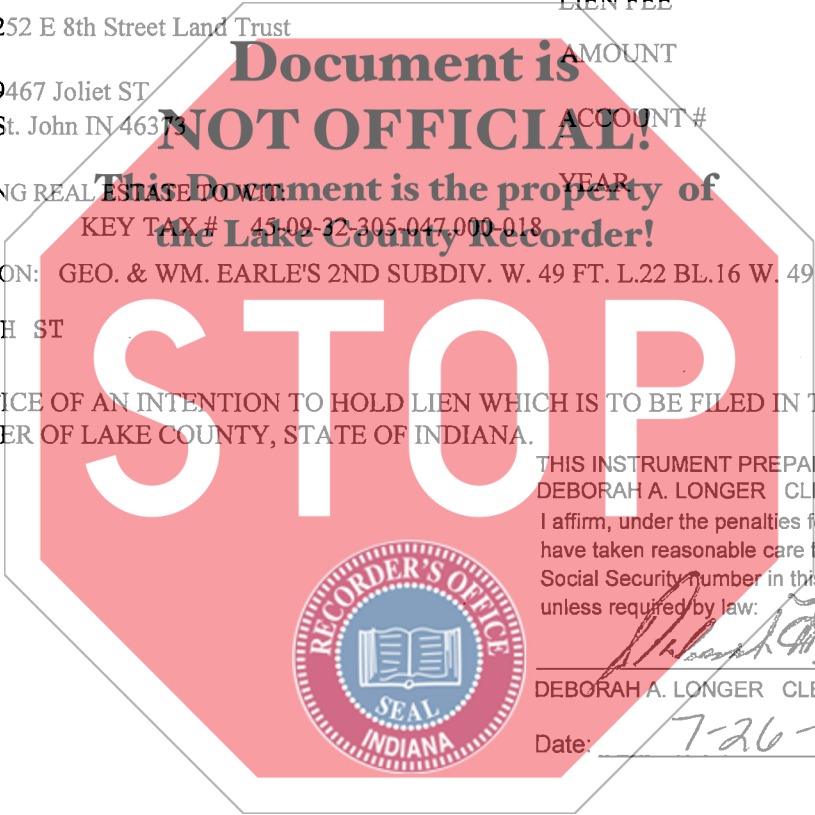 LIEN FEE
252 E 8th Street Land Trust
Document is
AMOUNT
9467 Joliet ST
St. John IN 46373
NOT OFFICIAL!
ACCOUNT #
NG REAL ESTATE TO WIT:
This Document is the property of
YEAR
KEY TAX # 45-09-32-305-047.000-018
the Lake County Recorder!
ON: GEO. & WM. EARLE'S 2ND SUBDIV. W. 49 FT. L.22 BL.16 W. 49
H ST
STOP
ICE OF AN INTENTION TO HOLD LIEN WHICH IS TO BE FILED IN T
ER OF LAKE COUNTY, STATE OF INDIANA.
THIS INSTRUMENT PREPA
DEBORAH A. LONGER CL
I affirm, under the penalties f
have taken reasonable care t
Social Security number in this
unless required by law:
RECORDER'S OFFICE
SEAL
INDIANA
DEBORAH A. LONGER CLE
Date: 7-26-